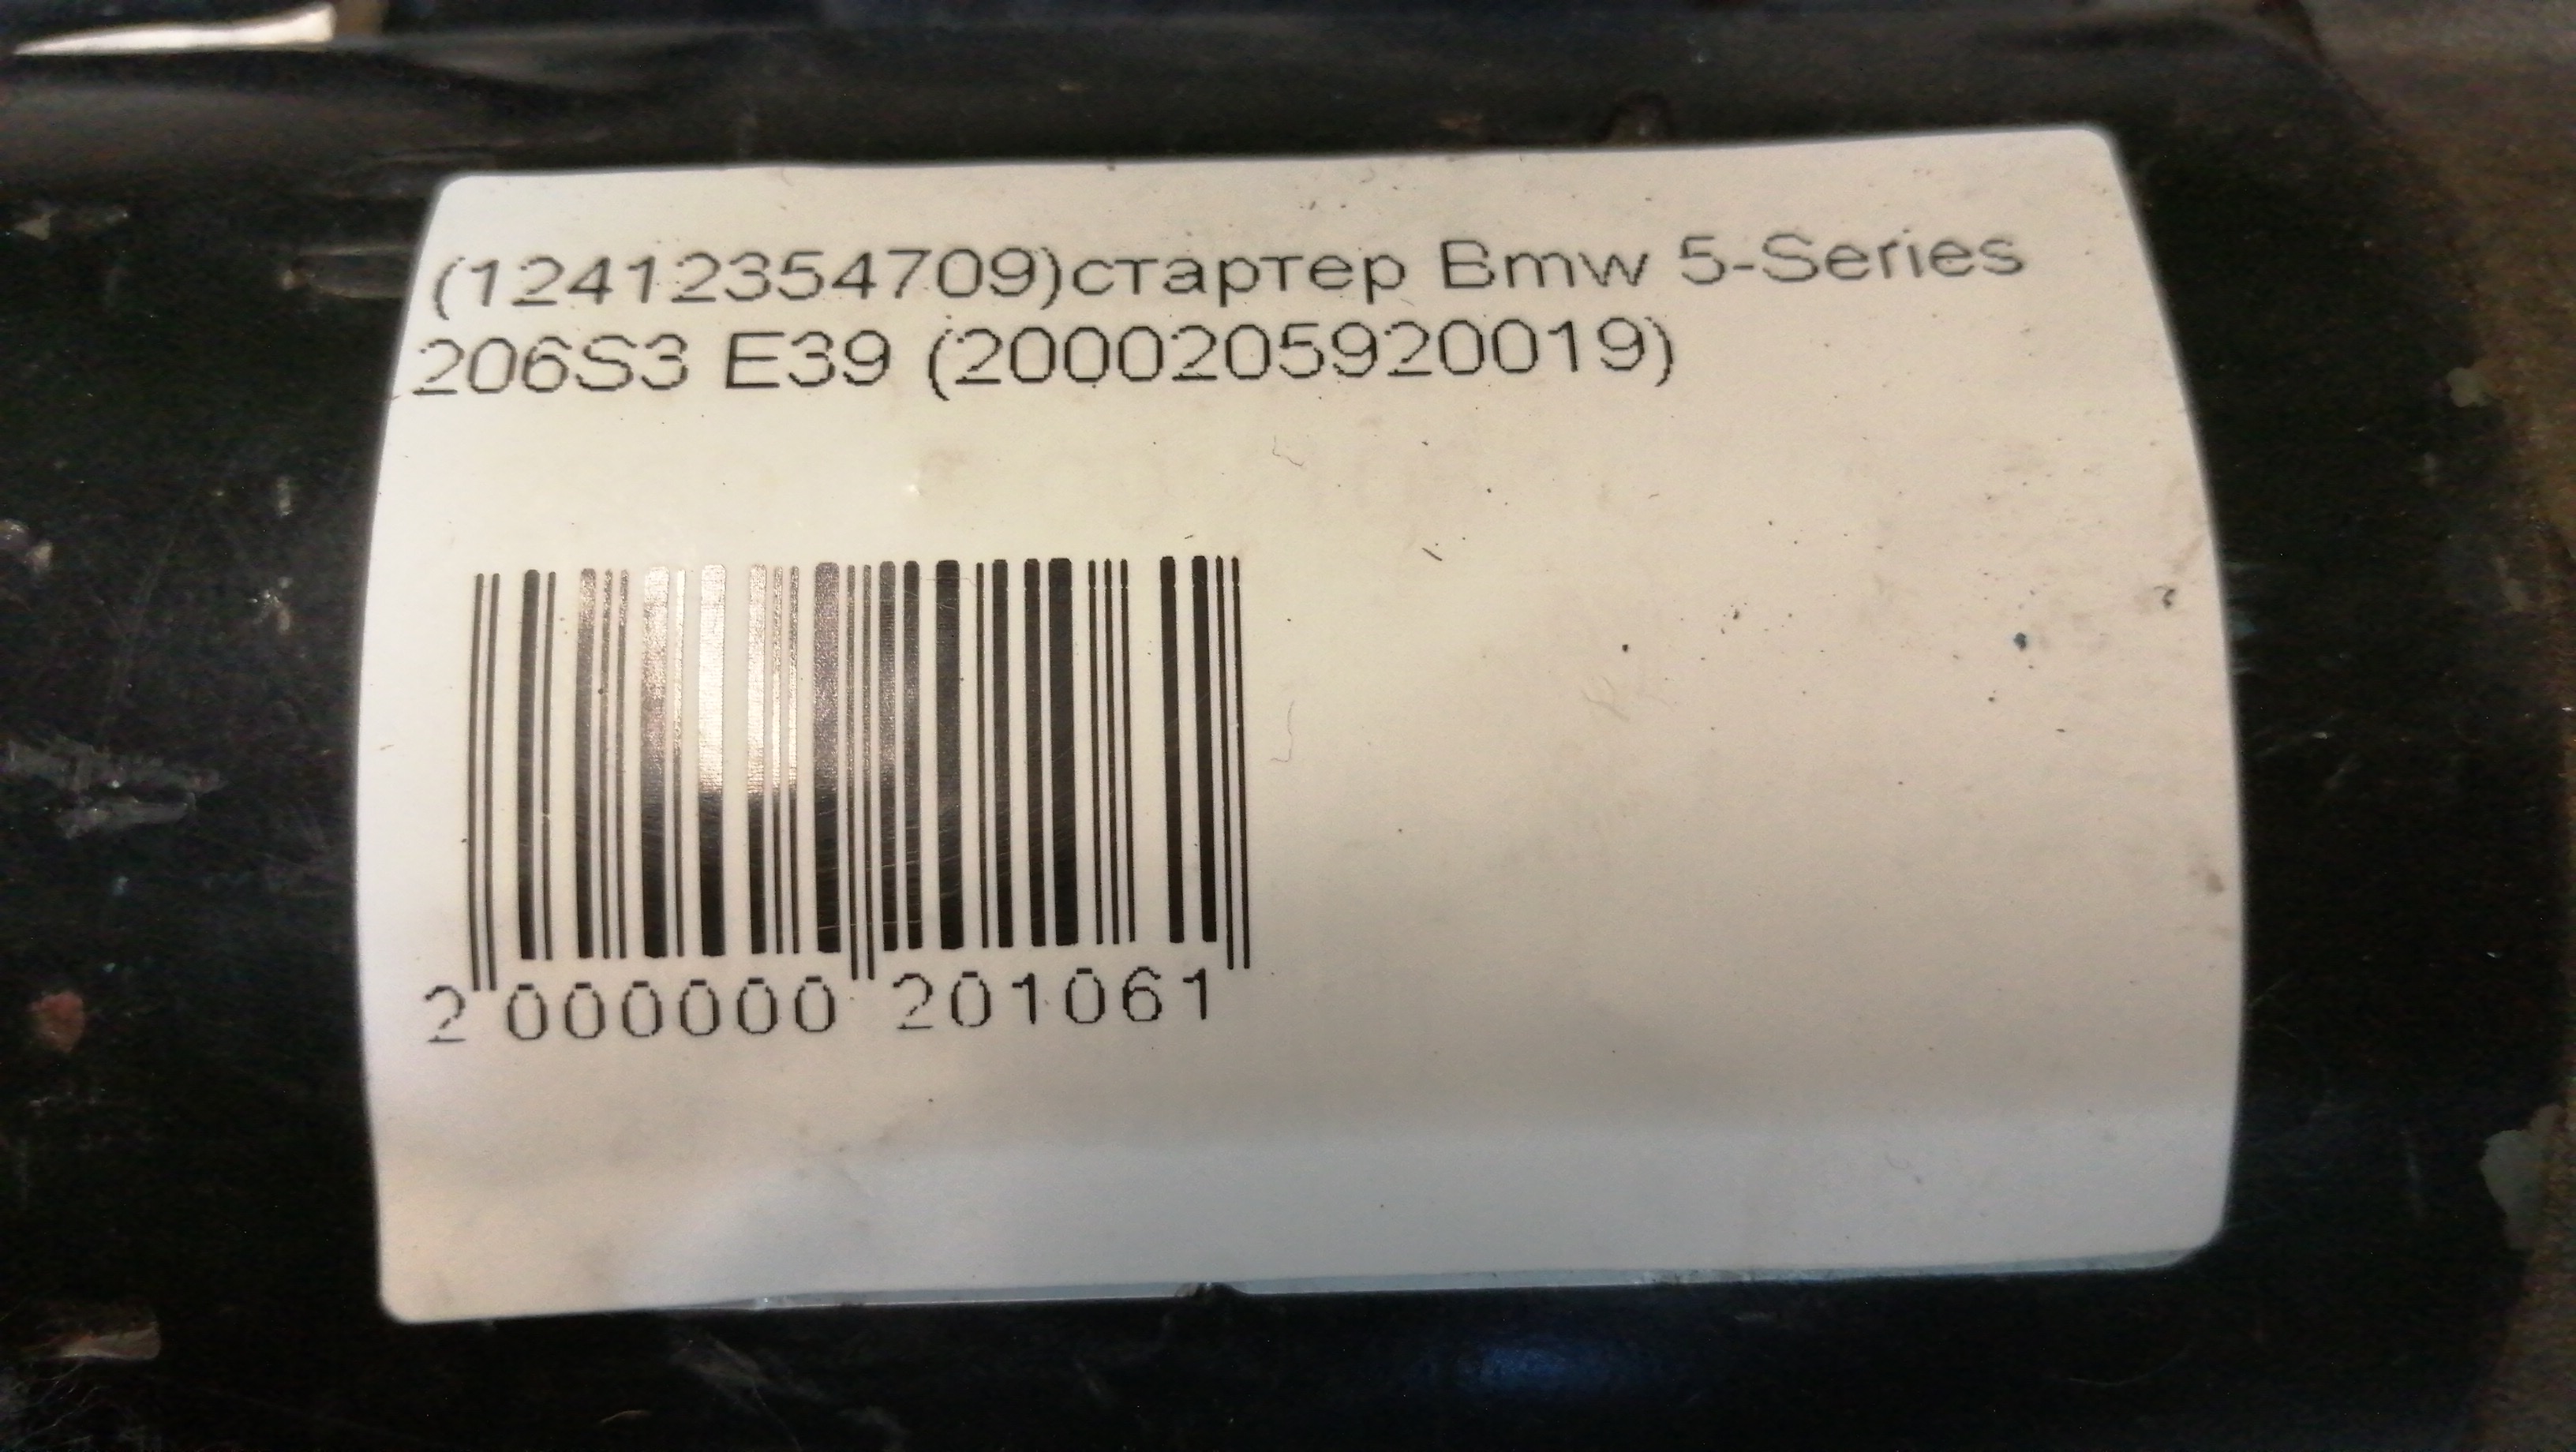 (12412354709)стартер Bmw 5-Series
206S3 E39 (2000205920019)
2 000000 201061